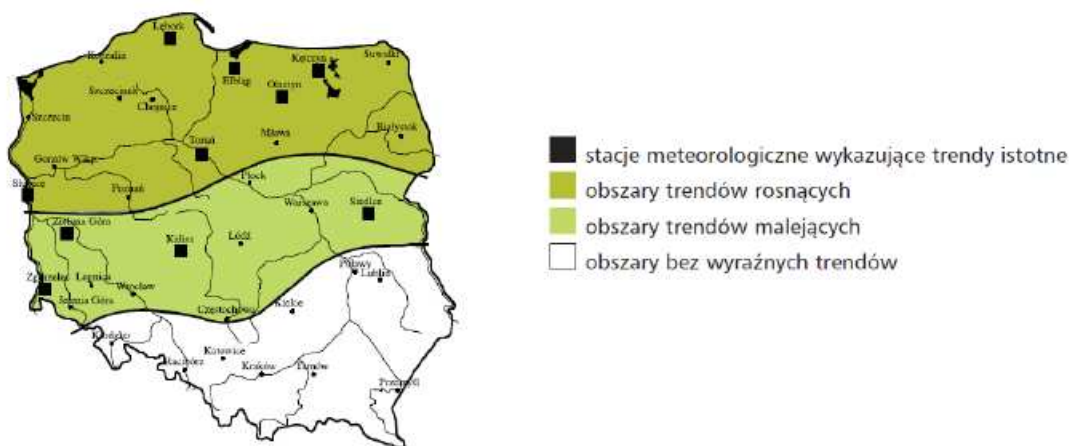 Lębork
Koszalin
Suwałki
Kętrzyn
Elbląg
Olsztyn
Szczecinek
Chojnice
Szczecin
Białystok
Mława
Toruń
Gorzów Wlkp.
Płock
Słubice
Poznań
Warszawa
Siedlce
Zielona Góra
Kalisz
Łódź
Puławy
Zgorzelec
Legnica
Lublin
Wrocław
Jelenia Góra
Kielce
Częstochowa
Kłodzko
Katowice
Racibórz
Kraków
Tarnów
Przemyśl
stacje meteorologiczne wykazujące trendy istotne
obszary trendów rosnących
obszary trendów malejących
obszary bez wyraźnych trendów